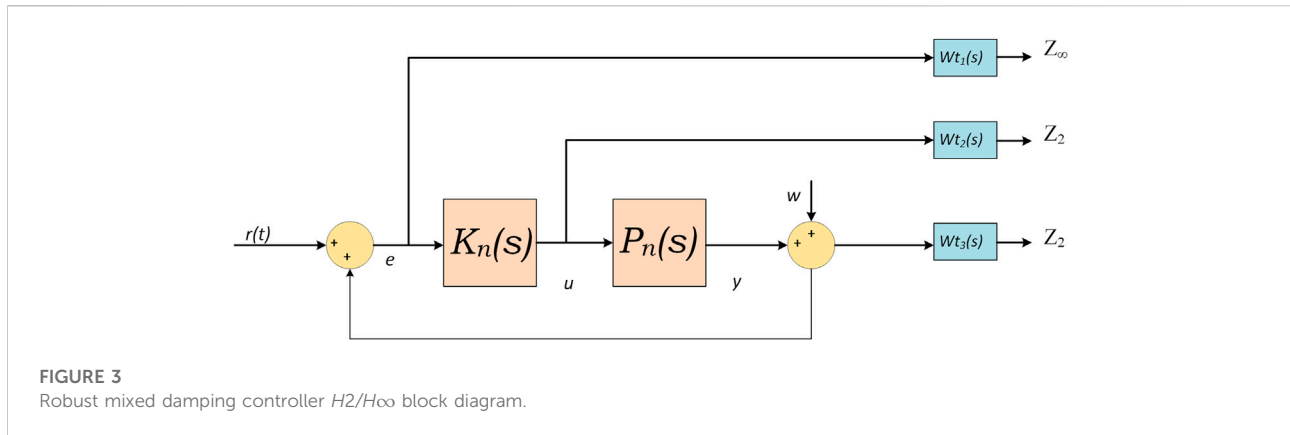 Wt₁(s)
Z∞
Wt₂(s)
Z₂
w
r(t)
+
+
e
Kₙ(s)
u
Pₙ(s)
y
+
+
Wt₃(s)
Z₂
FIGURE 3
Robust mixed damping controller H2/H∞ block diagram.